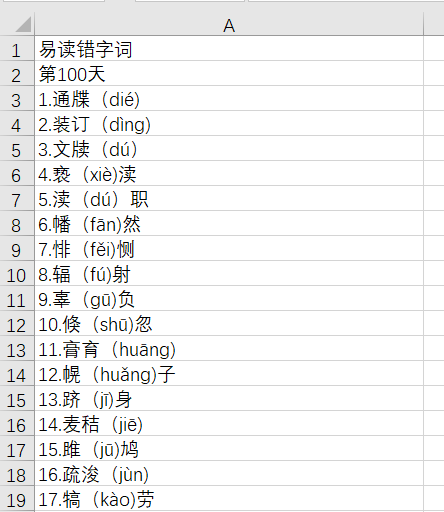 A
1 易读错字词
2 第100天
3 1.通牒（dié)
4 2.装订（dìng)
5 3.文牍（dú）
6 4.亵（xiè)渎
7 5.渎（dú）职
8 6.幡（fān)然
9 7.悱（fěi)恻
10 8.辐（fú)射
11 9.辜（gū)负
12 10.倏（shū)忽
13 11.肓育（huāng)
14 12.幌（huǎng)子
15 13.跻（jī)身
16 14.麦秸（jiē)
17 15.雎（jū)鸠
18 16.疏浚（jùn)
19 17.犒（kào)劳